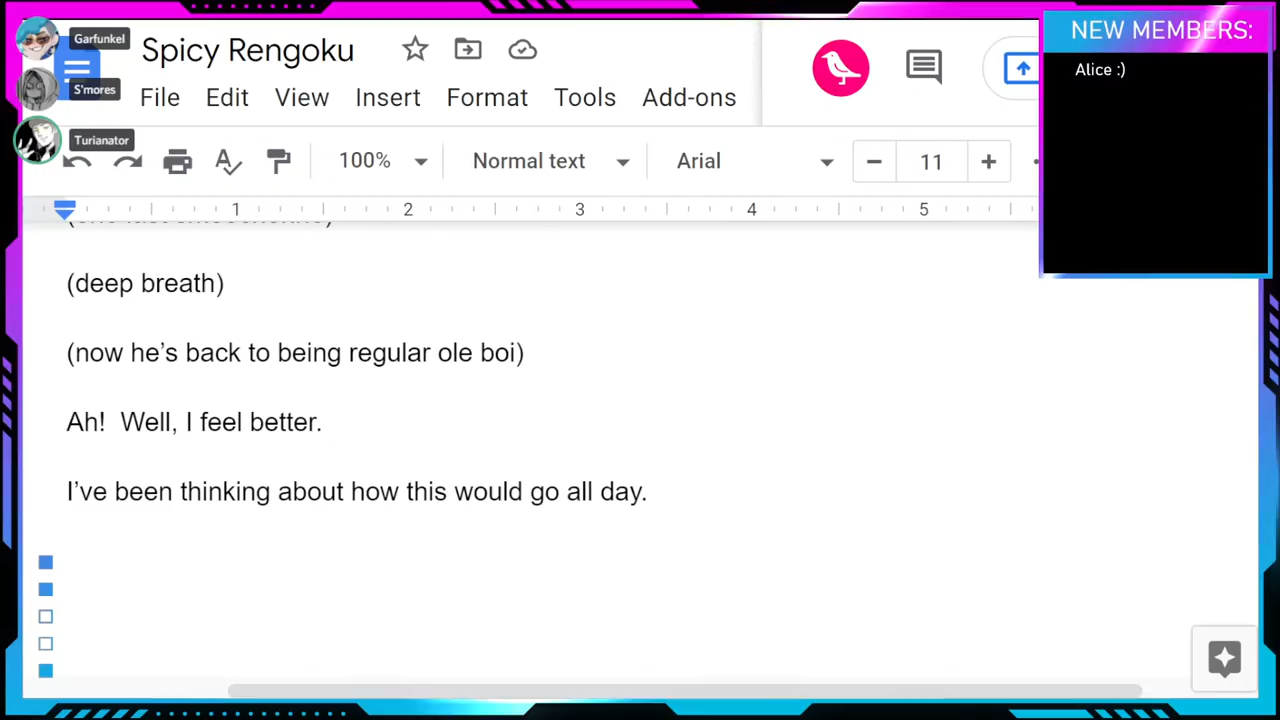 Garfunkel
S'mores
Turianator
Spicy Rengoku
File Edit View Insert Format Tools Add-ons
100% Normal text Arial 11
1 2 3 4 5
(deep breath)
(now he's back to being regular ole boi)
Ah!  Well, I feel better.
I've been thinking about how this would go all day.
NEW MEMBERS:
Alice :)